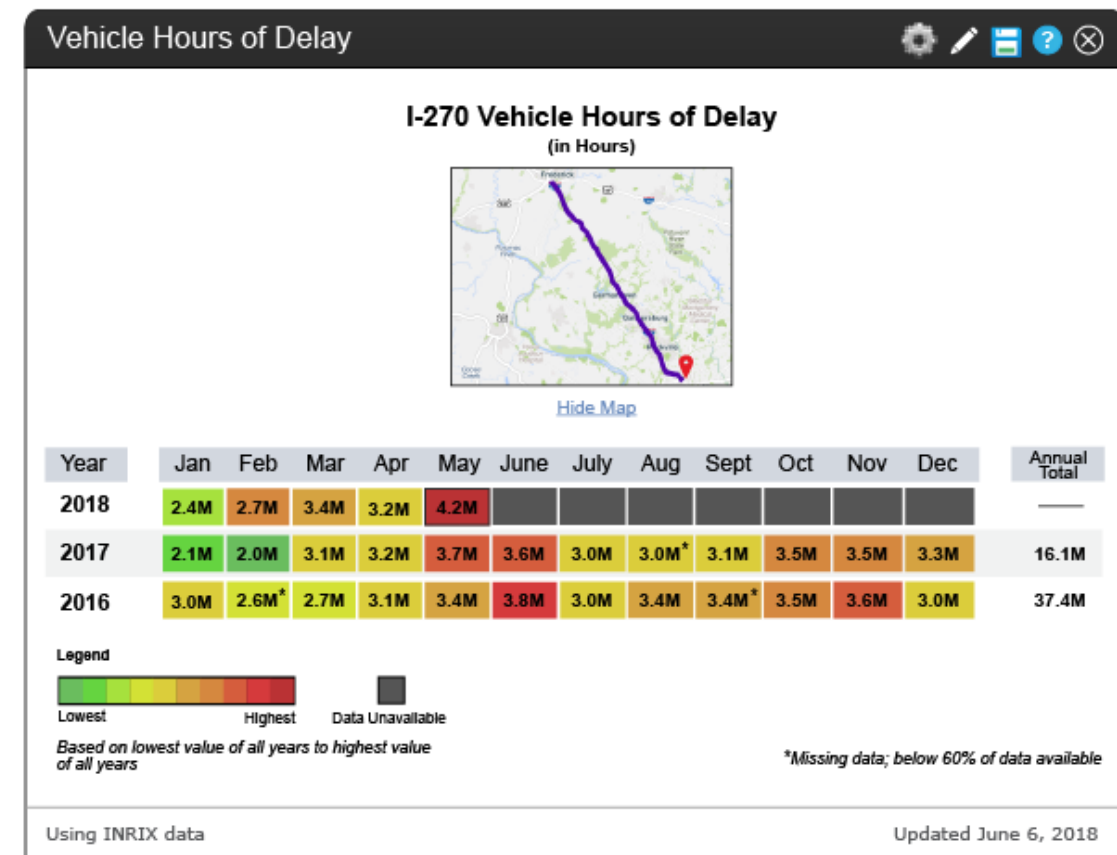 Vehicle Hours of Delay
?
I-270 Vehicle Hours of Delay
(in Hours)
Frederick
Hide Map
Year Jan Feb Mar Apr May June July Aug Sept Oct Nov Dec Annual Total
2018 2.4M 2.7M 3.4M 3.2M 4.2M —
2017 2.1M 2.0M 3.1M 3.2M 3.7M 3.6M 3.0M 3.0M* 3.1M 3.5M 3.5M 3.3M 16.1M
2016 3.0M 2.6M* 2.7M 3.1M 3.4M 3.8M 3.0M 3.4M 3.4M* 3.5M 3.6M 3.0M 37.4M
Legend
Lowest Highest Data Unavailable
Based on lowest value of all years to highest value
of all years
*Missing data; below 60% of data available
Using INRIX data Updated June 6, 2018